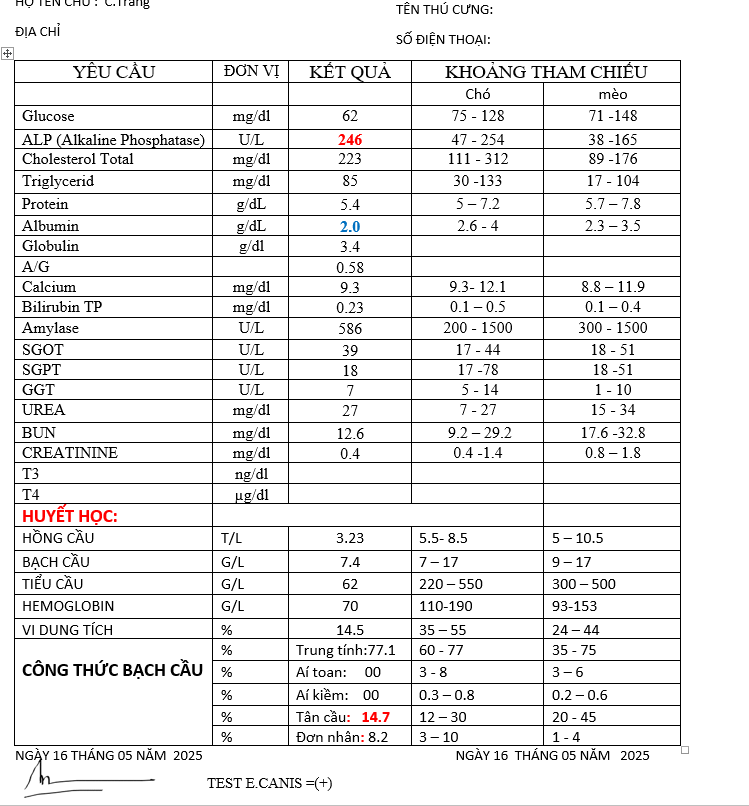 HỌ TÊN CHỦ : C.Trang
TÊN THÚ CƯNG:
ĐỊA CHỈ
SỐ ĐIỆN THOẠI:
YÊU CẦU ĐƠN VỊ KẾT QUẢ KHOẢNG THAM CHIẾU
Chó mèo
Glucose mg/dl 62 75 - 128 71 -148
ALP (Alkaline Phosphatase) U/L 246 47 - 254 38 -165
Cholesterol Total mg/dl 223 111 - 312 89 -176
Triglycerid mg/dl 85 30 -133 17 - 104
Protein g/dL 5.4 5 – 7.2 5.7 – 7.8
Albumin g/dL 2.0 2.6 - 4 2.3 – 3.5
Globulin g/dl 3.4
A/G 0.58
Calcium mg/dl 9.3 9.3- 12.1 8.8 – 11.9
Bilirubin TP mg/dl 0.23 0.1 – 0.5 0.1 – 0.4
Amylase U/L 586 200 - 1500 300 - 1500
SGOT U/L 39 17 - 44 18 - 51
SGPT U/L 18 17 -78 18 -51
GGT U/L 7 5 - 14 1 - 10
UREA mg/dl 27 7 - 27 15 - 34
BUN mg/dl 12.6 9.2 – 29.2 17.6 -32.8
CREATININE mg/dl 0.4 0.4 -1.4 0.8 – 1.8
T3 ng/dl
T4 µg/dl
HUYẾT HỌC:
HỒNG CẦU T/L 3.23 5.5- 8.5 5 – 10.5
BẠCH CẦU G/L 7.4 7 – 17 9 – 17
TIỂU CẦU G/L 62 220 – 550 300 – 500
HEMOGLOBIN G/L 70 110-190 93-153
VI DUNG TÍCH % 14.5 35 – 55 24 – 44
% Trung tính:77.1 60 - 77 35 - 75
CÔNG THỨC BẠCH CẦU % Aí toan: 00 3 - 8 3 – 6
% Aí kiềm: 00 0.3 – 0.8 0.2 – 0.6
% Tân cầu: 14.7 12 – 30 20 - 45
% Đơn nhân: 8.2 3 – 10 1 - 4
NGÀY 16 THÁNG 05 NĂM 2025 NGÀY 16 THÁNG 05 NĂM 2025
TEST E.CANIS =(+)